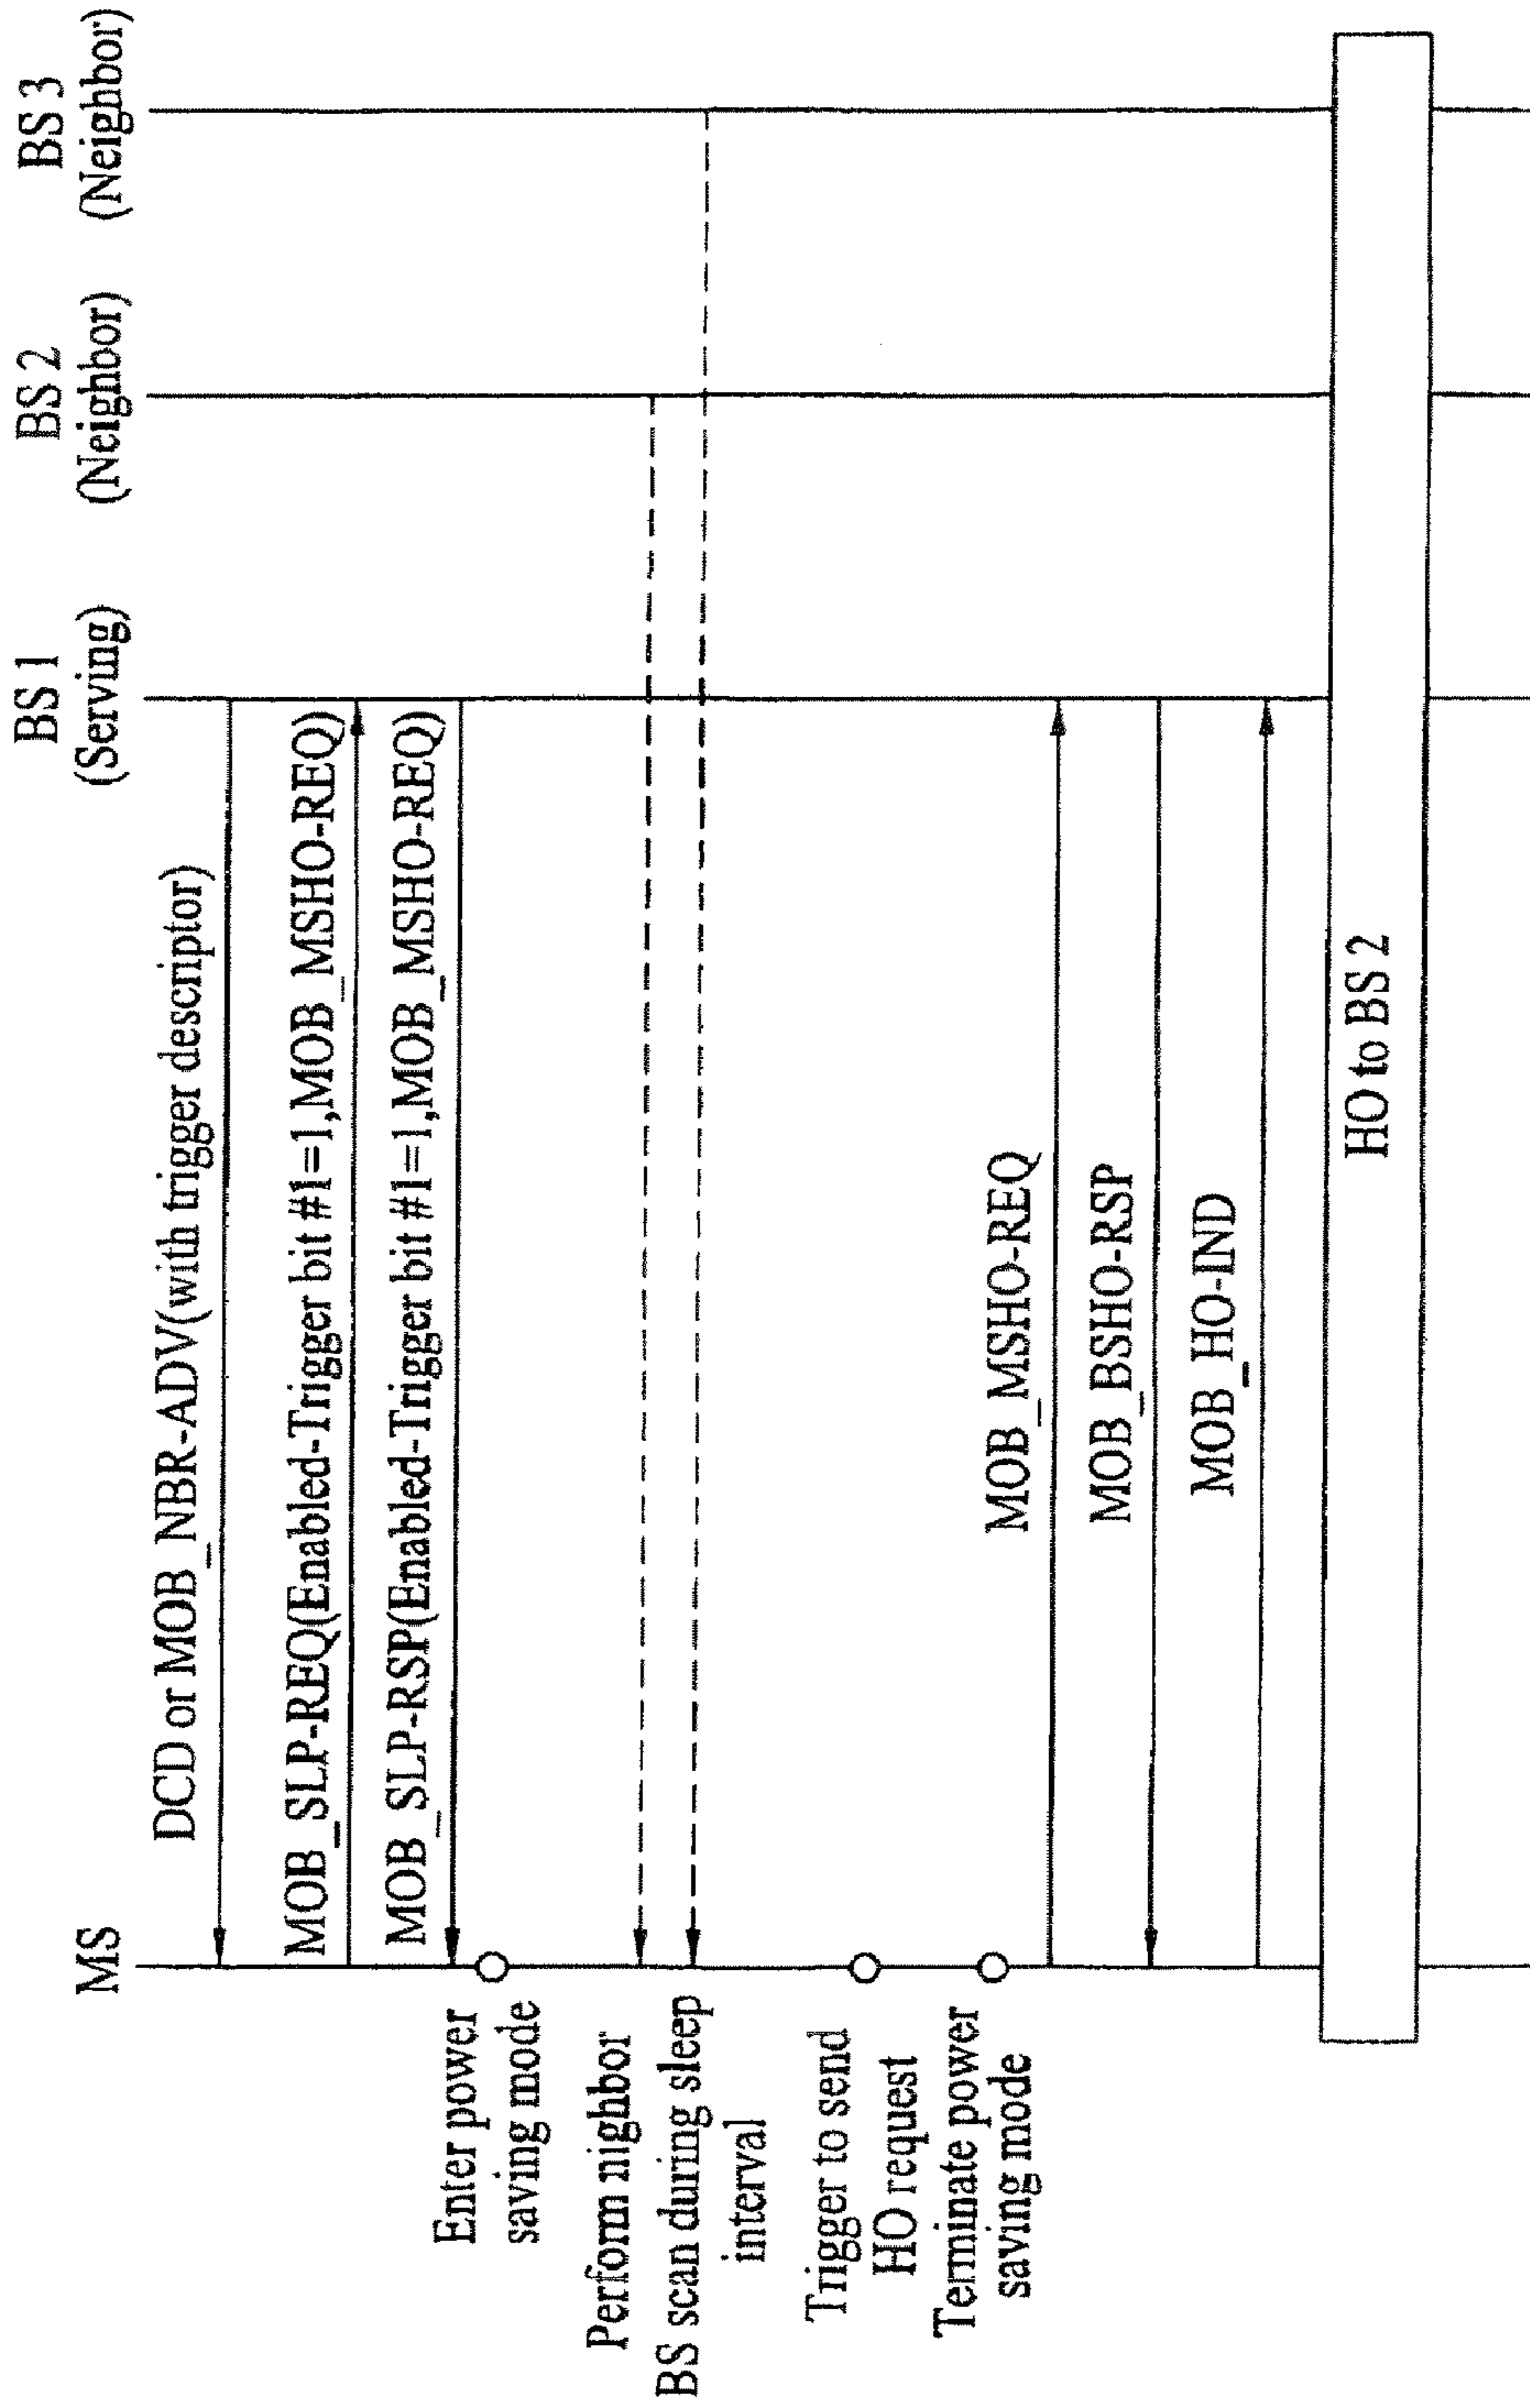 MS
BS 1
(Serving)
BS 2
(Neighbor)
BS 3
(Neighbor)
DCD or MOB_NBR-ADV(with trigger descriptor)
MOB_SLP-REQ(Enabled-Trigger bit #1=1,MOB_MSHO-REQ)
MOB_SLP-RSP(Enabled-Trigger bit #1=1,MOB_MSHO-REQ)
Enter power
saving mode
Perform nighbor
BS scan during sleep
interval
Trigger to send
HO request
Terminate power
saving mode
MOB_MSHO-REQ
MOB_BSHO-RSP
MOB_HO-IND
HO to BS 2